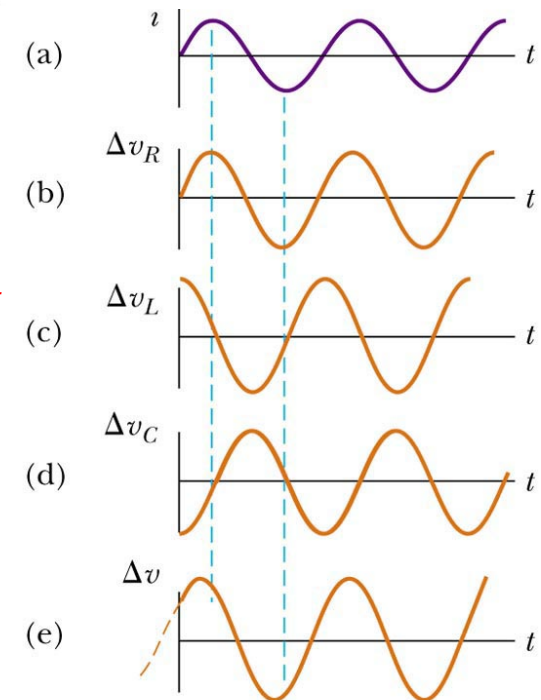 i
(a) t
Δv_R
(b) t
Δv_L
(c) t
Δv_C
(d) t
Δv
(e) t